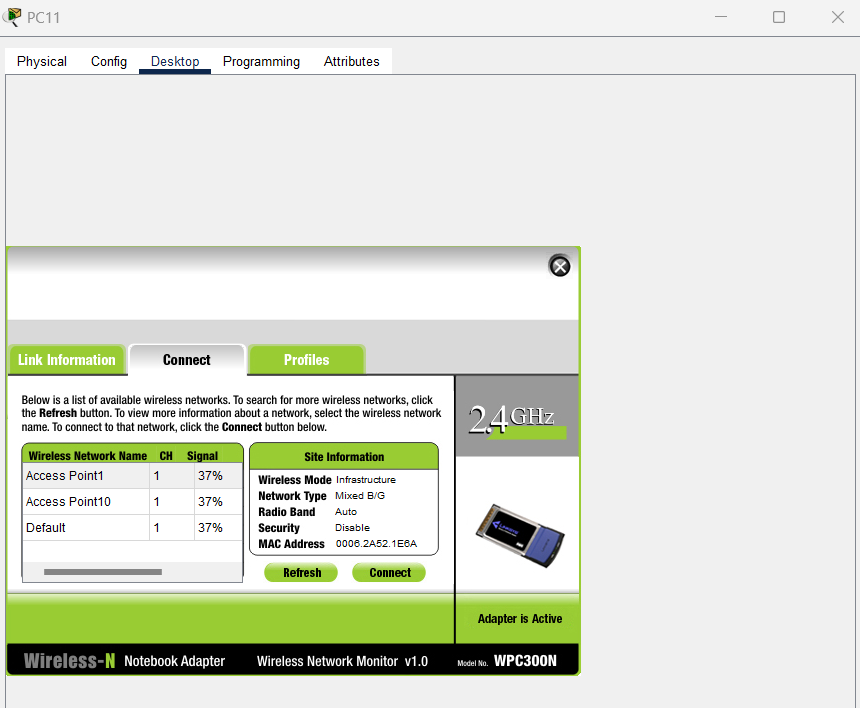 PC11
Physical Config Desktop Programming Attributes
Link Information Connect Profiles
Below is a list of available wireless networks. To search for more wireless networks, click
the Refresh button. To view more information about a network, select the wireless network
name. To connect to that network, click the Connect button below.
2.4GHz
Wireless Network Name CH Signal
Access Point1 1 37%
Access Point10 1 37%
Default 1 37%
Site Information
Wireless Mode Infrastructure
Network Type Mixed B/G
Radio Band Auto
Security Disable
MAC Address 0006.2A52.1E6A
Refresh Connect
Adapter is Active
Wireless-N Notebook Adapter Wireless Network Monitor v1.0 Model No. WPC300N